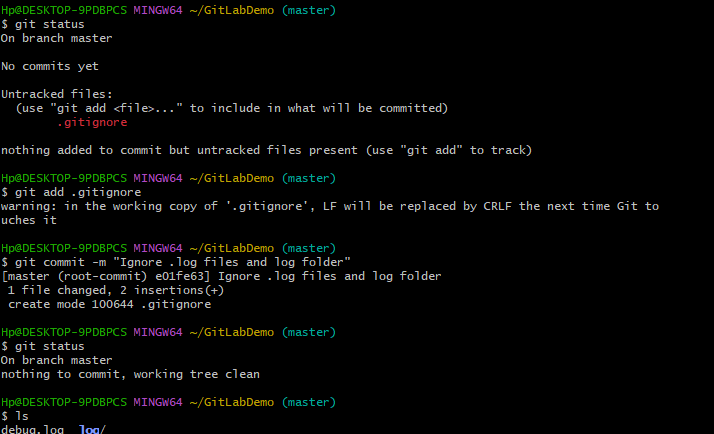 Hp@DESKTOP-9PDBPCS MINGW64 ~/GitLabDemo (master)
$ git status
On branch master
No commits yet
Untracked files:
(use "git add <file>..." to include in what will be committed)
.gitignore
nothing added to commit but untracked files present (use "git add" to track)
Hp@DESKTOP-9PDBPCS MINGW64 ~/GitLabDemo (master)
$ git add .gitignore
warning: in the working copy of '.gitignore', LF will be replaced by CRLF the next time Git to
uches it
Hp@DESKTOP-9PDBPCS MINGW64 ~/GitLabDemo (master)
$ git commit -m "Ignore .log files and log folder"
[master (root-commit) e01fe63] Ignore .log files and log folder
1 file changed, 2 insertions(+)
create mode 100644 .gitignore
Hp@DESKTOP-9PDBPCS MINGW64 ~/GitLabDemo (master)
$ git status
On branch master
nothing to commit, working tree clean
Hp@DESKTOP-9PDBPCS MINGW64 ~/GitLabDemo (master)
$ ls
debug.log log/